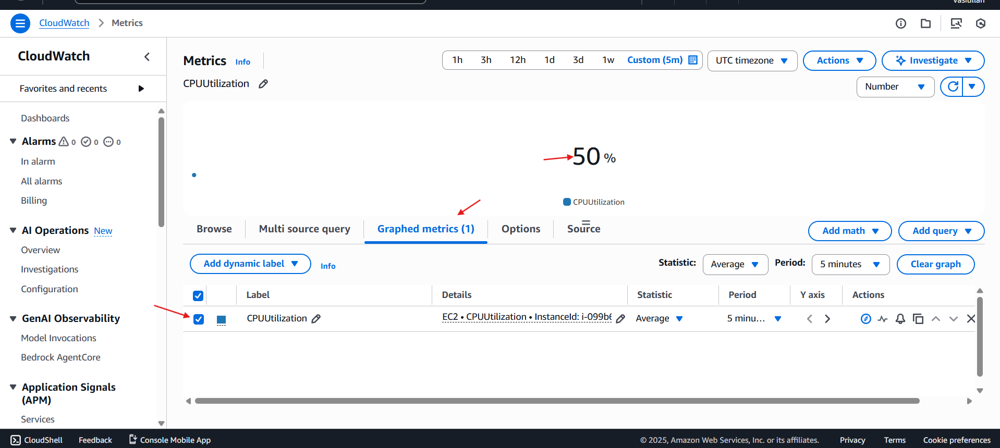 Vasiullah
CloudWatch > Metrics
CloudWatch
Favorites and recents
Dashboards
Alarms 0 0 0
In alarm
All alarms
Billing
AI Operations New
Overview
Investigations
Configuration
GenAI Observability
Model Invocations
Bedrock AgentCore
Application Signals
(APM)
Services
Metrics Info
1h 3h 12h 1d 3d 1w Custom (5m) UTC timezone Actions Investigate
CPUUtilization
Number
50 %
CPUUtilization
Browse Multi source query Graphed metrics (1) Options Source Add math Add query
Add dynamic label Info Statistic: Average Period: 5 minutes Clear graph
Label Details Statistic Period Y axis Actions
CPUUtilization EC2 • CPUUtilization • InstanceId: i-099b6 Average 5 minu...
CloudShell Feedback Console Mobile App © 2025, Amazon Web Services, Inc. or its affiliates. Privacy Terms Cookie preferences